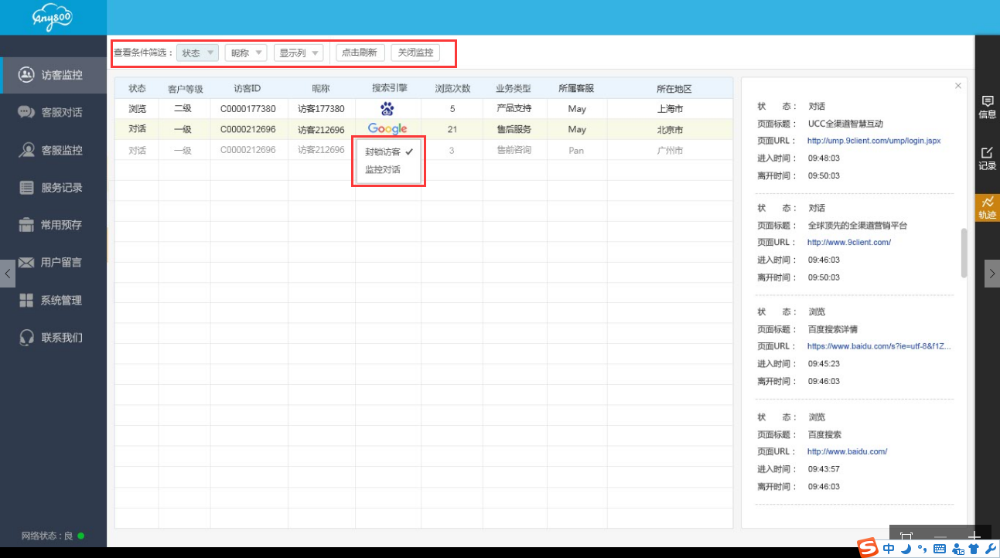 Any800
查看条件筛选： 状态 昵称 显示列 点击刷新 关闭监控
访客监控
客服对话
客服监控
服务记录
常用预存
用户留言
系统管理
联系我们
网络状态：良
状态 客户等级 访客ID 昵称 搜索引擎 浏览次数 业务类型 所属客服 所在地区
浏览 二级 C0000177380 访客177380 du 5 产品支持 May 上海市
对话 一级 C0000212696 访客212696 Google 21 售后服务 May 北京市
对话 一级 C0000212696 访客212696 3 售前咨询 Pan 广州市
封锁访客
监控对话
状 态： 对话
页面标题： UCC全渠道智慧互动
页面URL： http://ump.9client.com/ump/login.jspx
进入时间： 09:48:03
离开时间： 09:50:03
状 态： 对话
页面标题： 全球顶先的全渠道营销平台
页面URL： http://www.9client.com/
进入时间： 09:46:03
离开时间： 09:50:03
状 态： 浏览
页面标题： 百度搜索详情
页面URL： https://www.baidu.com/s?ie=utf-8&f1Z...
进入时间： 09:45:23
离开时间： 09:46:03
状 态： 浏览
页面标题： 百度搜索
页面URL： http://www.baidu.com/
进入时间： 09:43:57
离开时间： 09:46:03
信息
记录
轨迹
S 中